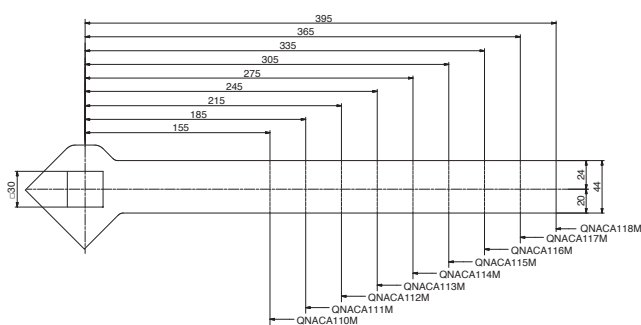 395
365
335
305
275
245
215
185
155
□30
24
44
20
QNACA118M
QNACA117M
QNACA116M
QNACA115M
QNACA114M
QNACA113M
QNACA112M
QNACA111M
QNACA110M